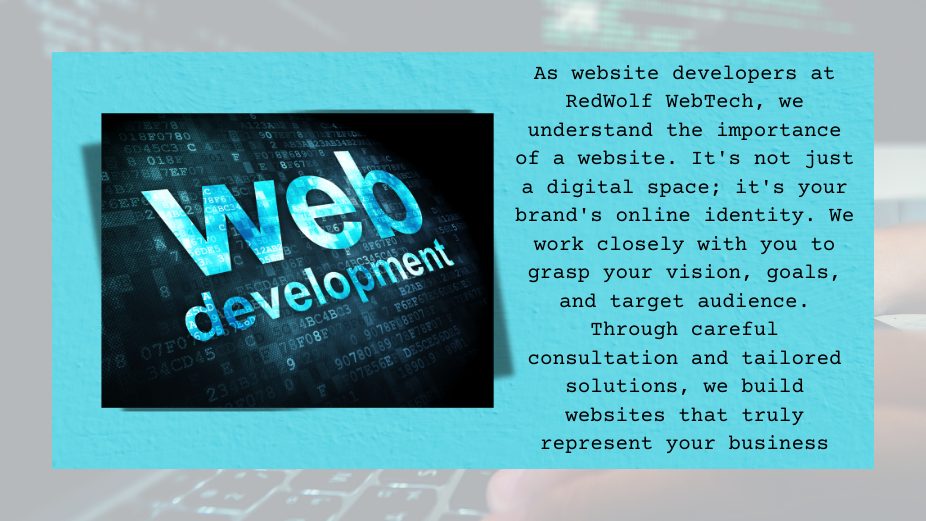 web
development
As website developers at
RedWolf WebTech, we
understand the importance
of a website. It's not just
a digital space; it's your
brand's online identity. We
work closely with you to
grasp your vision, goals,
and target audience.
Through careful
consultation and tailored
solutions, we build
websites that truly
represent your business